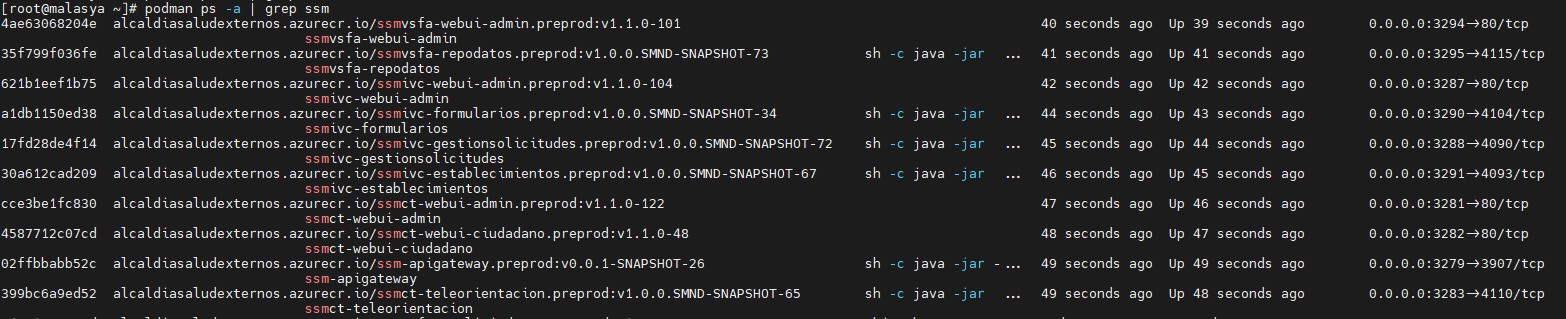 [root@malasya ~]# podman ps -a | grep ssm
4ae63068204e alcaldiasaludexternos.azurecr.io/ssmvsfa-webui-admin.preprod:v1.1.0-101 40 seconds ago Up 39 seconds ago 0.0.0.0:3294->80/tcp
ssmvsfa-webui-admin
35f799f036fe alcaldiasaludexternos.azurecr.io/ssmvsfa-repodatos.preprod:v1.0.0.SMND-SNAPSHOT-73 sh -c java -jar ... 41 seconds ago Up 41 seconds ago 0.0.0.0:3295->4115/tcp
ssmvsfa-repodatos
621b1eef1b75 alcaldiasaludexternos.azurecr.io/ssmivc-webui-admin.preprod:v1.1.0-104 42 seconds ago Up 42 seconds ago 0.0.0.0:3287->80/tcp
ssmivc-webui-admin
a1db1150ed38 alcaldiasaludexternos.azurecr.io/ssmivc-formularios.preprod:v1.0.0.SMND-SNAPSHOT-34 sh -c java -jar ... 44 seconds ago Up 43 seconds ago 0.0.0.0:3290->4104/tcp
ssmivc-formularios
17fd28de4f14 alcaldiasaludexternos.azurecr.io/ssmivc-gestionsolicitudes.preprod:v1.0.0.SMND-SNAPSHOT-72 sh -c java -jar ... 45 seconds ago Up 44 seconds ago 0.0.0.0:3288->4090/tcp
ssmivc-gestionsolicitudes
30a612cad209 alcaldiasaludexternos.azurecr.io/ssmivc-establecimientos.preprod:v1.0.0.SMND-SNAPSHOT-67 sh -c java -jar ... 46 seconds ago Up 45 seconds ago 0.0.0.0:3291->4093/tcp
ssmivc-establecimientos
cce3be1fc830 alcaldiasaludexternos.azurecr.io/ssmct-webui-admin.preprod:v1.1.0-122 47 seconds ago Up 46 seconds ago 0.0.0.0:3281->80/tcp
ssmct-webui-admin
4587712c07cd alcaldiasaludexternos.azurecr.io/ssmct-webui-ciudadano.preprod:v1.1.0-48 48 seconds ago Up 47 seconds ago 0.0.0.0:3282->80/tcp
ssmct-webui-ciudadano
02ffbbabb52c alcaldiasaludexternos.azurecr.io/ssm-apigateway.preprod:v0.0.1-SNAPSHOT-26 sh -c java -jar -... 49 seconds ago Up 49 seconds ago 0.0.0.0:3279->3907/tcp
ssm-apigateway
399bc6a9ed52 alcaldiasaludexternos.azurecr.io/ssmct-teleorientacion.preprod:v1.0.0.SMND-SNAPSHOT-65 sh -c java -jar ... 49 seconds ago Up 48 seconds ago 0.0.0.0:3283->4110/tcp
ssmct-teleorientacion